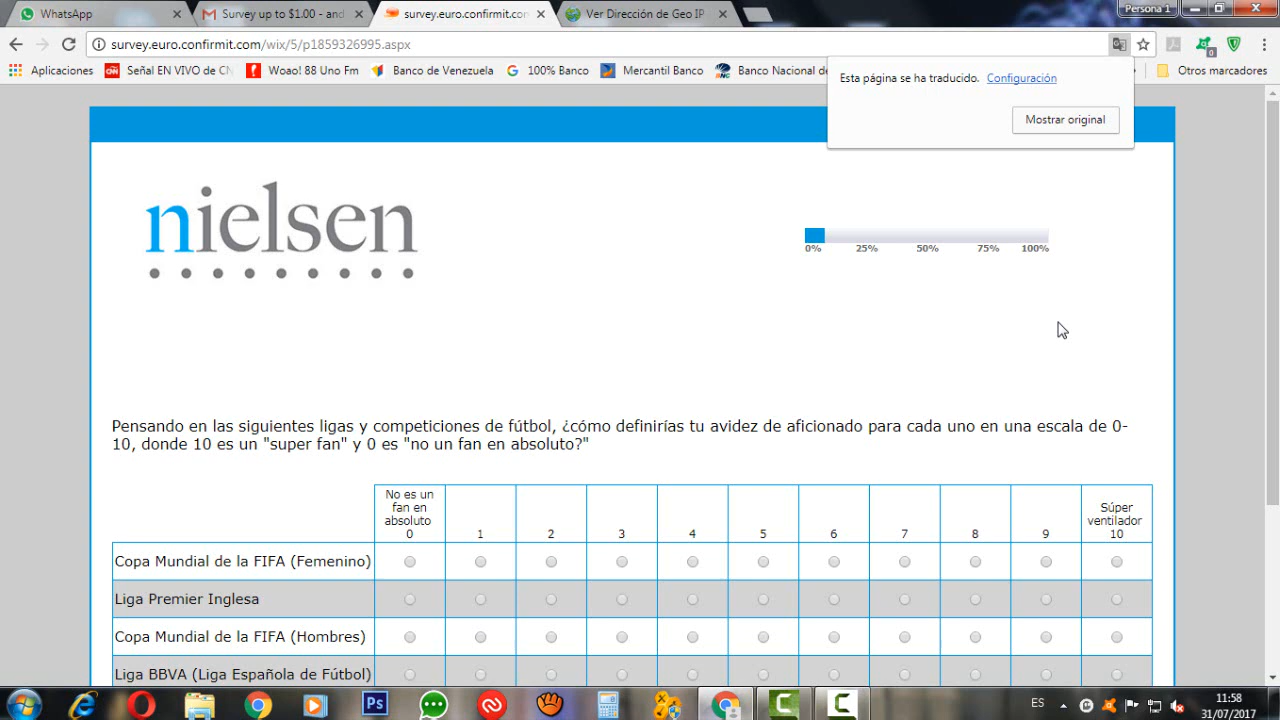 WhatsApp
Survey up to $1.00 - and
survey.euro.confirmit.co
Ver Dirección de Geo IP
Persona 1
survey.euro.confirmit.com/wix/5/p1859326995.aspx
Aplicaciones
CNN
Señal EN VIVO de CN
Woao! 88 Uno Fm
Banco de Venezuela
100% Banco
Mercantil Banco
Banco Nacional d
Otros marcadores
Esta página se ha traducido. Configuración
Mostrar original
nielsen
0% 25% 50% 75% 100%
Pensando en las siguientes ligas y competiciones de fútbol, ¿cómo definirías tu avidez de aficionado para cada uno en una escala de 0-
10, donde 10 es un "super fan" y 0 es "no un fan en absoluto?"
No es un
fan en
absoluto
0
1
2
3
4
5
6
7
8
9
Súper
ventilador
10
Copa Mundial de la FIFA (Femenino)
Liga Premier Inglesa
Copa Mundial de la FIFA (Hombres)
Liga BBVA (Liga Española de Fútbol)
Ps
ES
11:58
31/07/2017